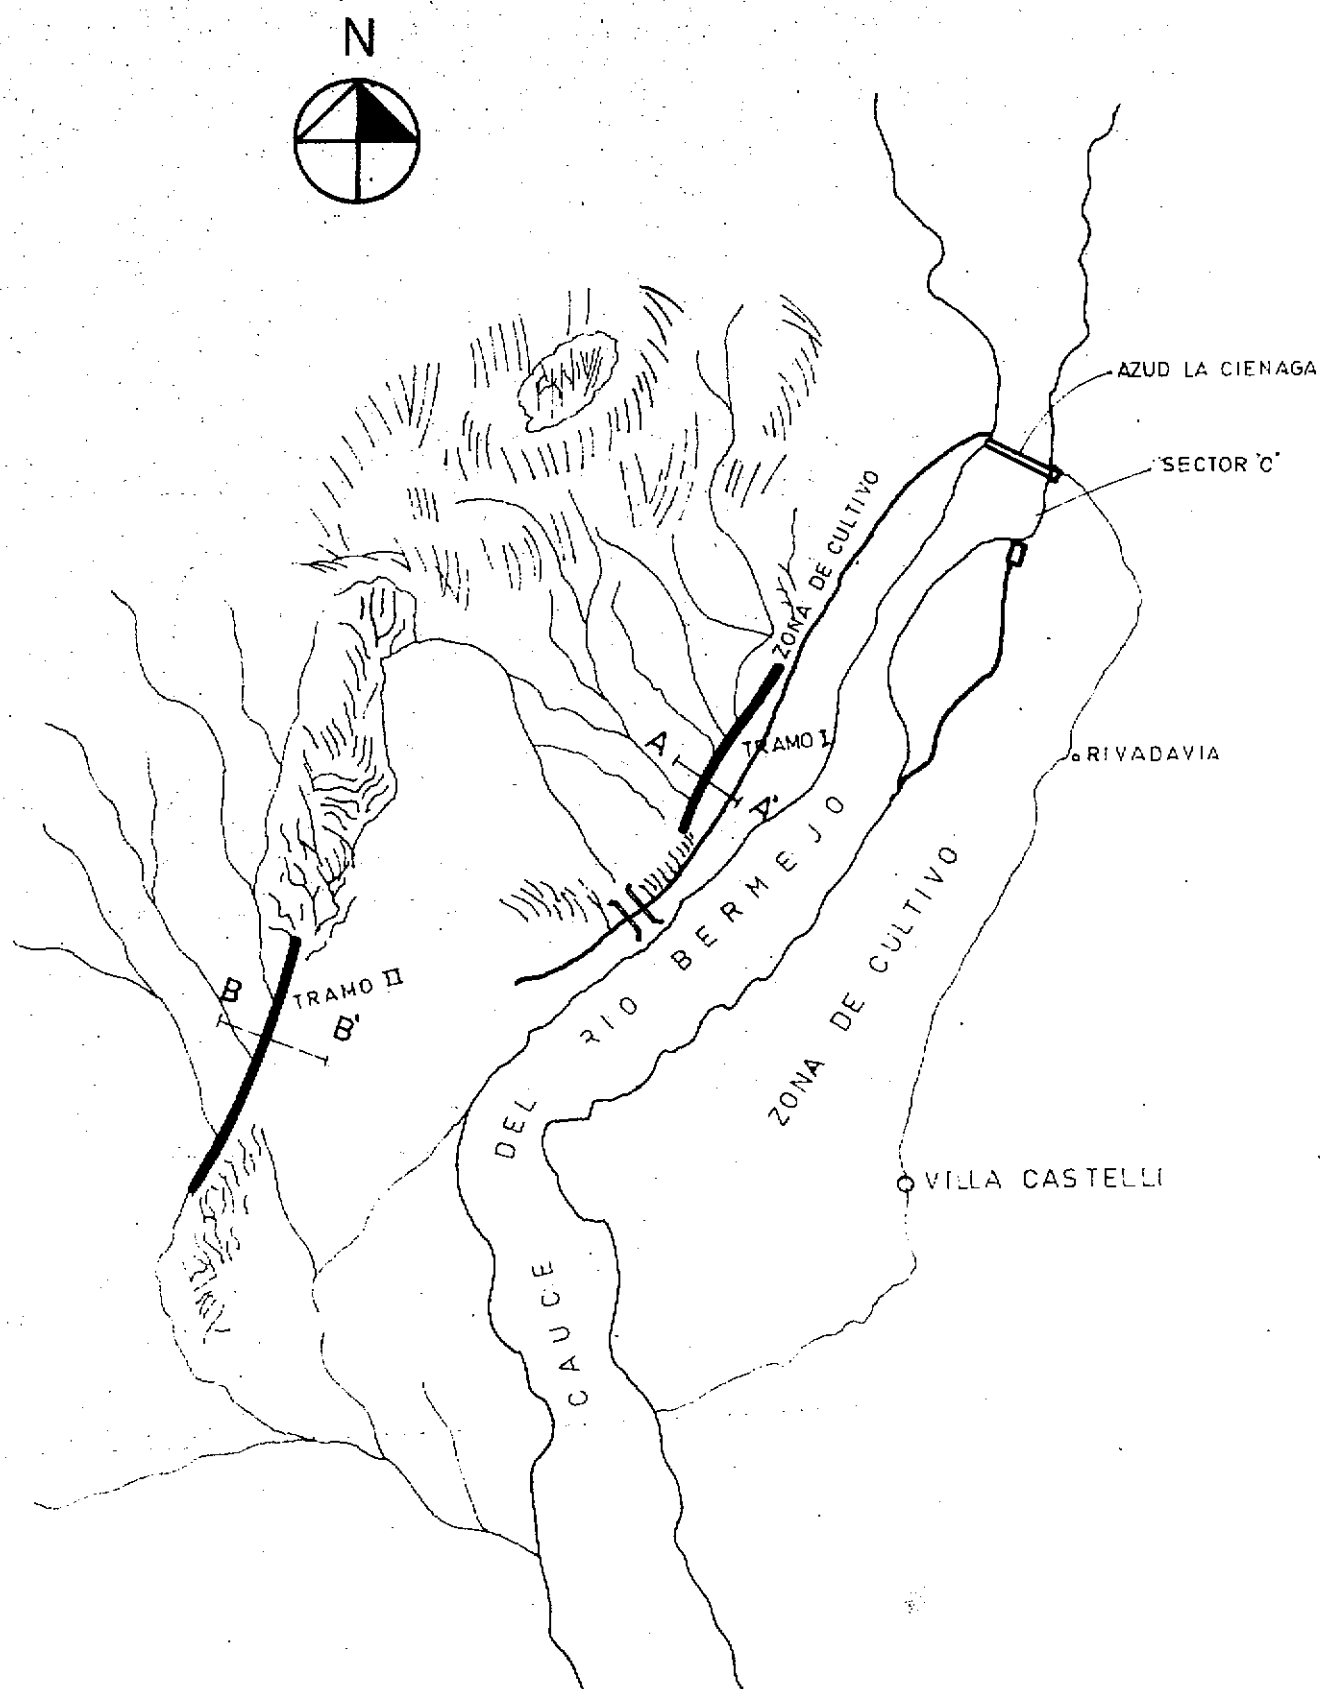 N
AZUD LA CIENAGA
SECTOR "C"
ZONA DE CULTIVO
A
TRAMO I
A'
RIVADAVIA
CAUCE DEL RIO BERMEJO
ZONA DE CULTIVO
B
TRAMO II
B'
VILLA CASTELLI